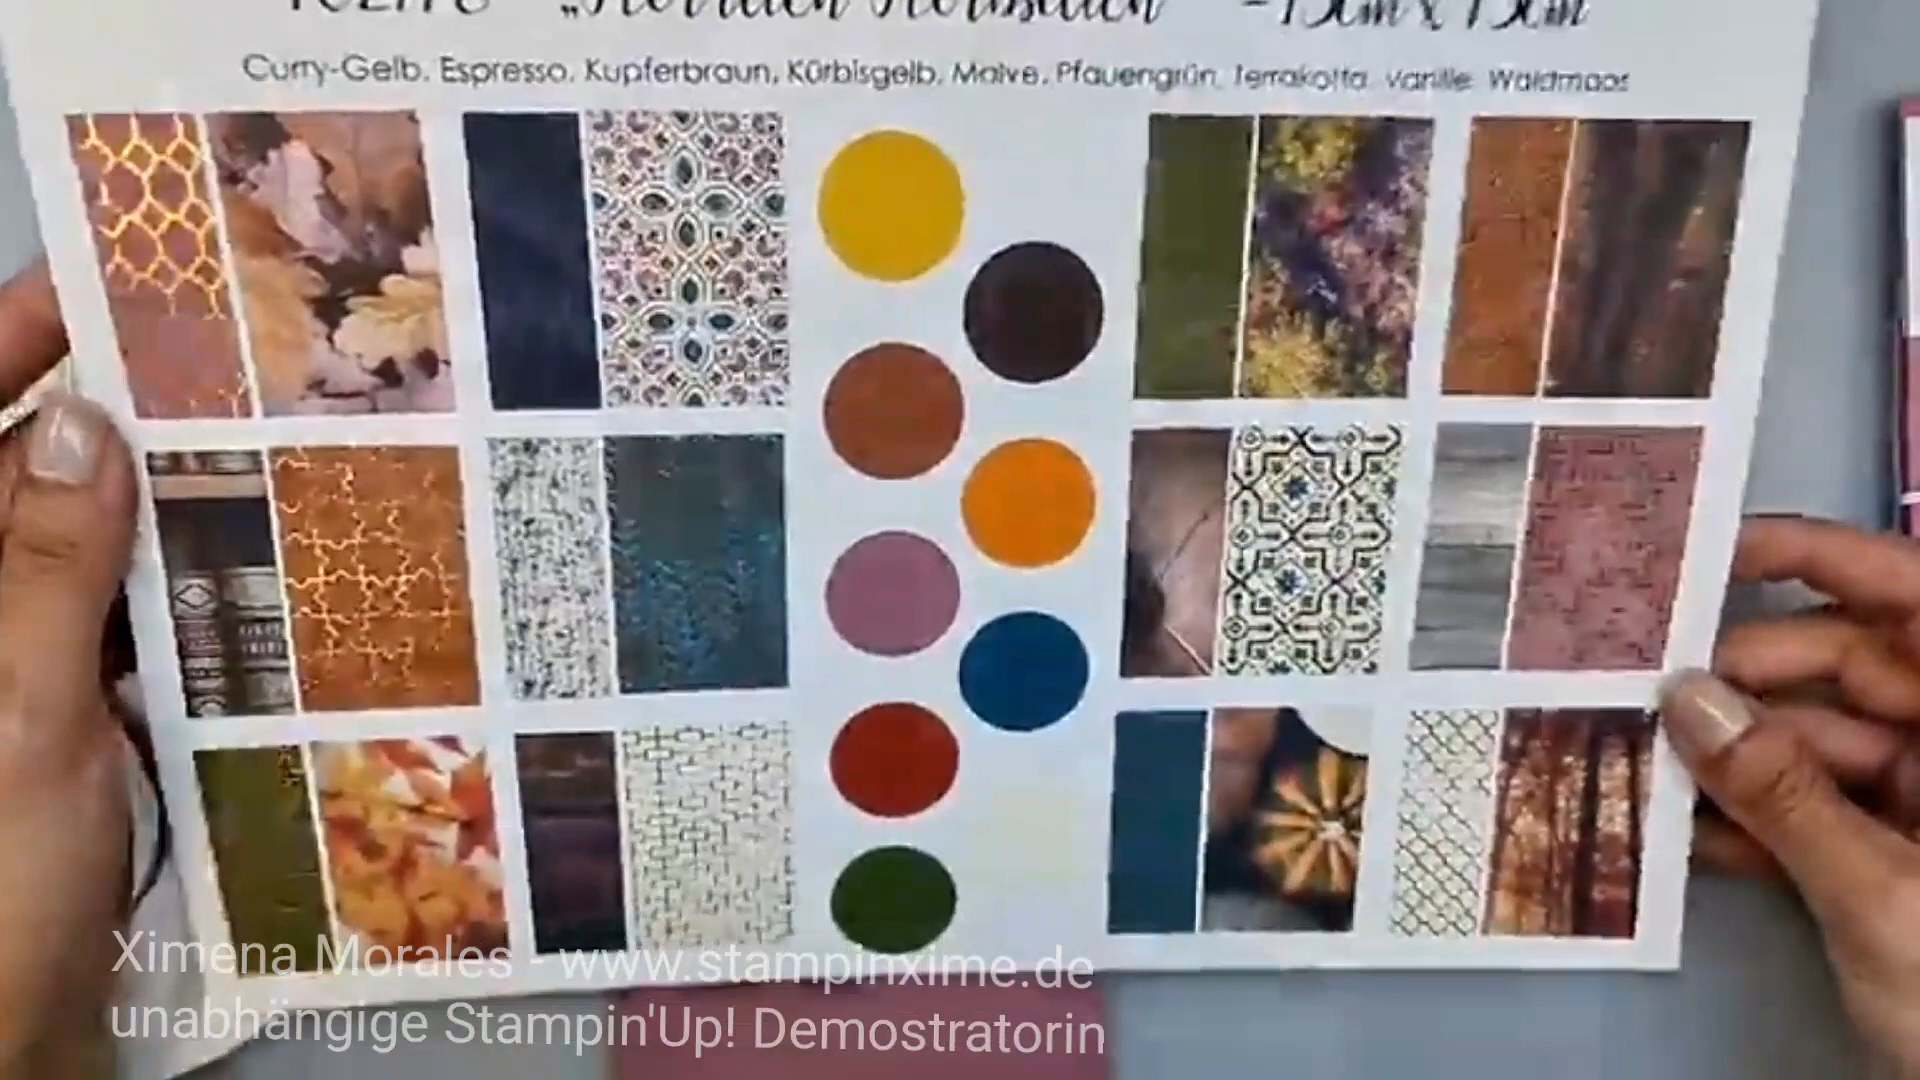 Curry-Gelb, Espresso, Kupferbraun, Kürbisgelb, Malve, Pfauengrün, Terrakotta, Vanille, Waldmoos
Ximena Morales - www.stampinxime.de
unabhängige Stampin'Up! Demostratorin